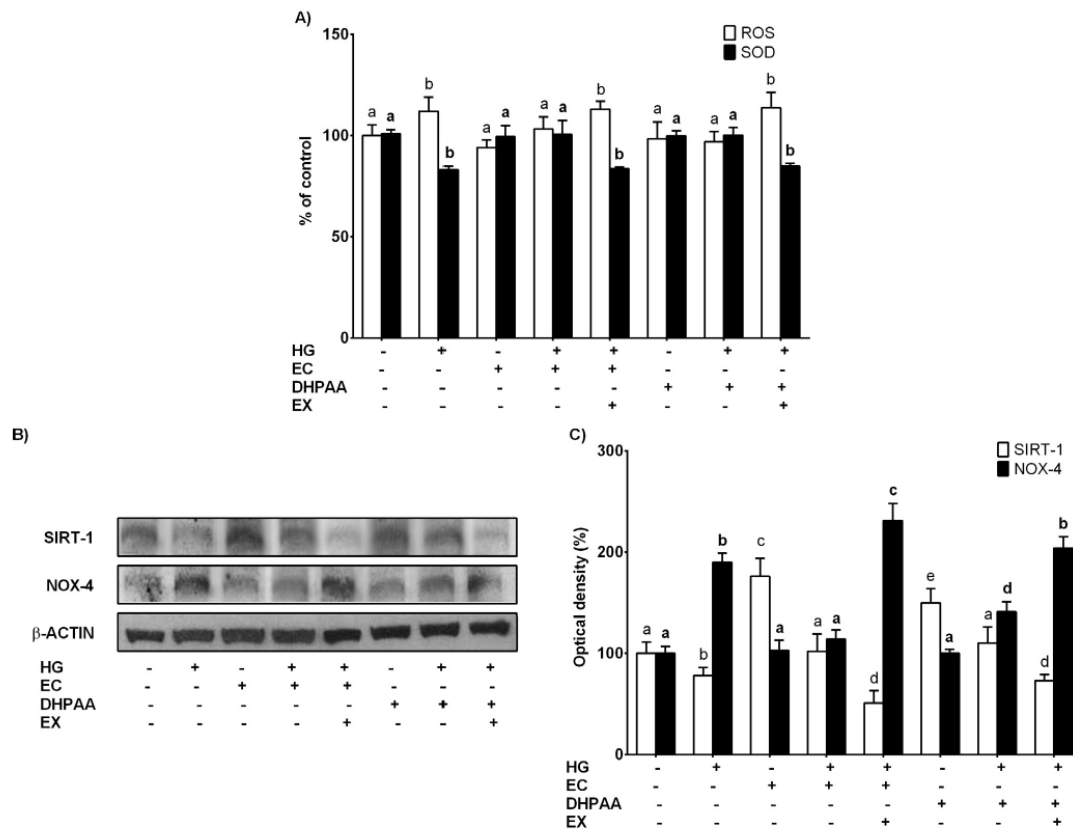 A)
ROS
SOD
150
100
50
0
% of control
a a b b a a a a b b a a a a b b
HG - + - + + - + +
EC - - + + + - - -
DHPAA - - - - - + + +
EX - - - - + - - +
B)
SIRT-1
NOX-4
β-ACTIN
HG - + - + + - + +
EC - - + + + - - -
DHPAA - - - - - + + +
EX - - - - + - - +
C)
SIRT-1
NOX-4
300
200
100
0
Optical density (%)
a a b b c a a a d c e a a d d b
HG - + - + + - + +
EC - - + + + - - -
DHPAA - - - - - + + +
EX - - - - + - - +